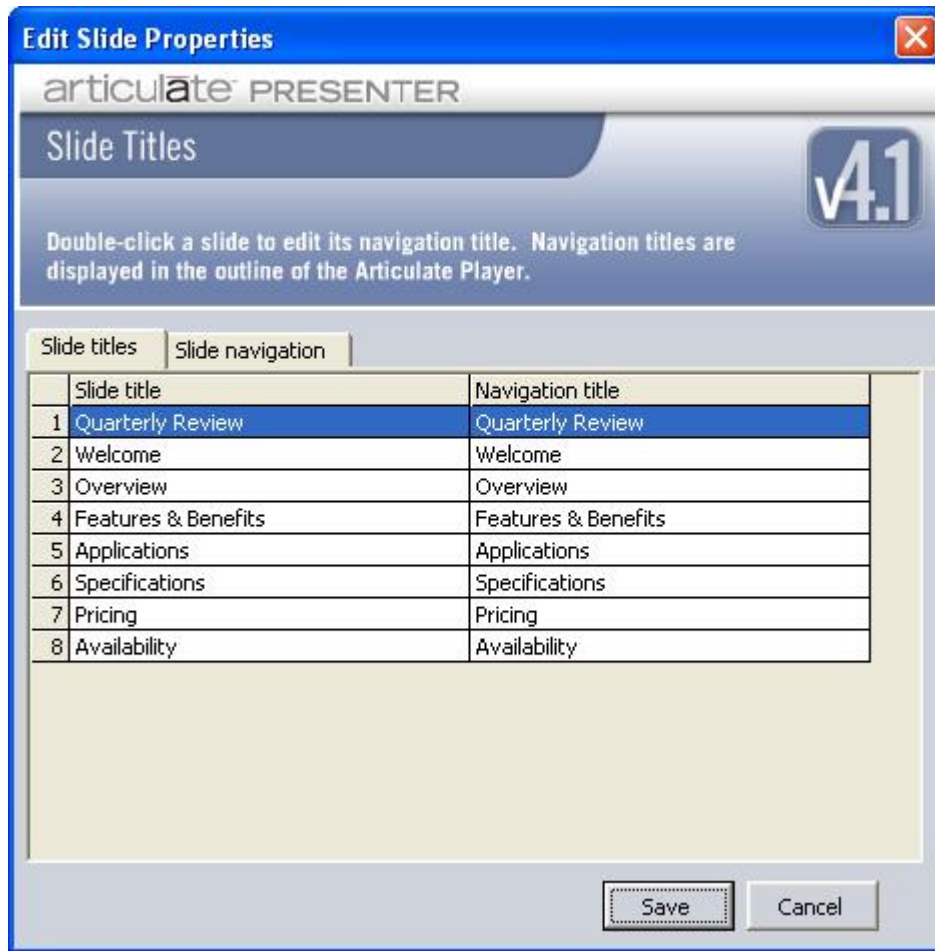 Edit Slide Properties
articulate PRESENTER
Slide Titles
v4.1
Double-click a slide to edit its navigation title. Navigation titles are
displayed in the outline of the Articulate Player.
Slide titles Slide navigation
Slide title Navigation title
1 Quarterly Review Quarterly Review
2 Welcome Welcome
3 Overview Overview
4 Features & Benefits Features & Benefits
5 Applications Applications
6 Specifications Specifications
7 Pricing Pricing
8 Availability Availability
Save Cancel